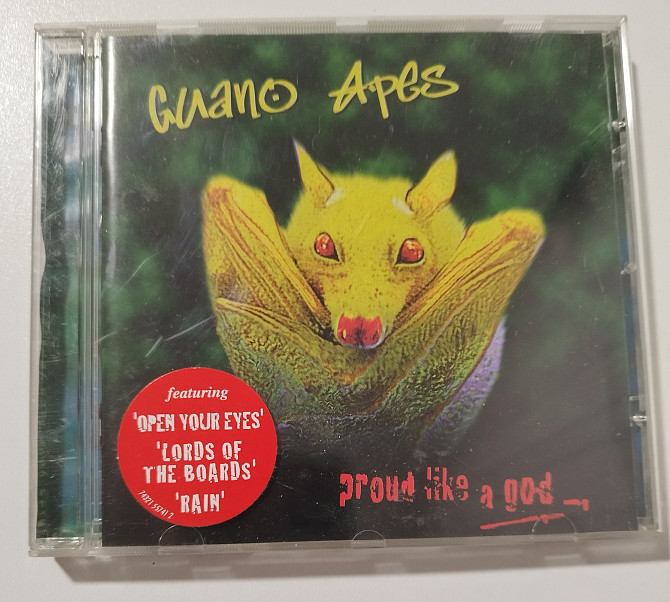 Guano Apes
featuring
'OPEN YOUR EYES'
'LORDS OF
THE BOARDS'
'RAIN'
proud like a god